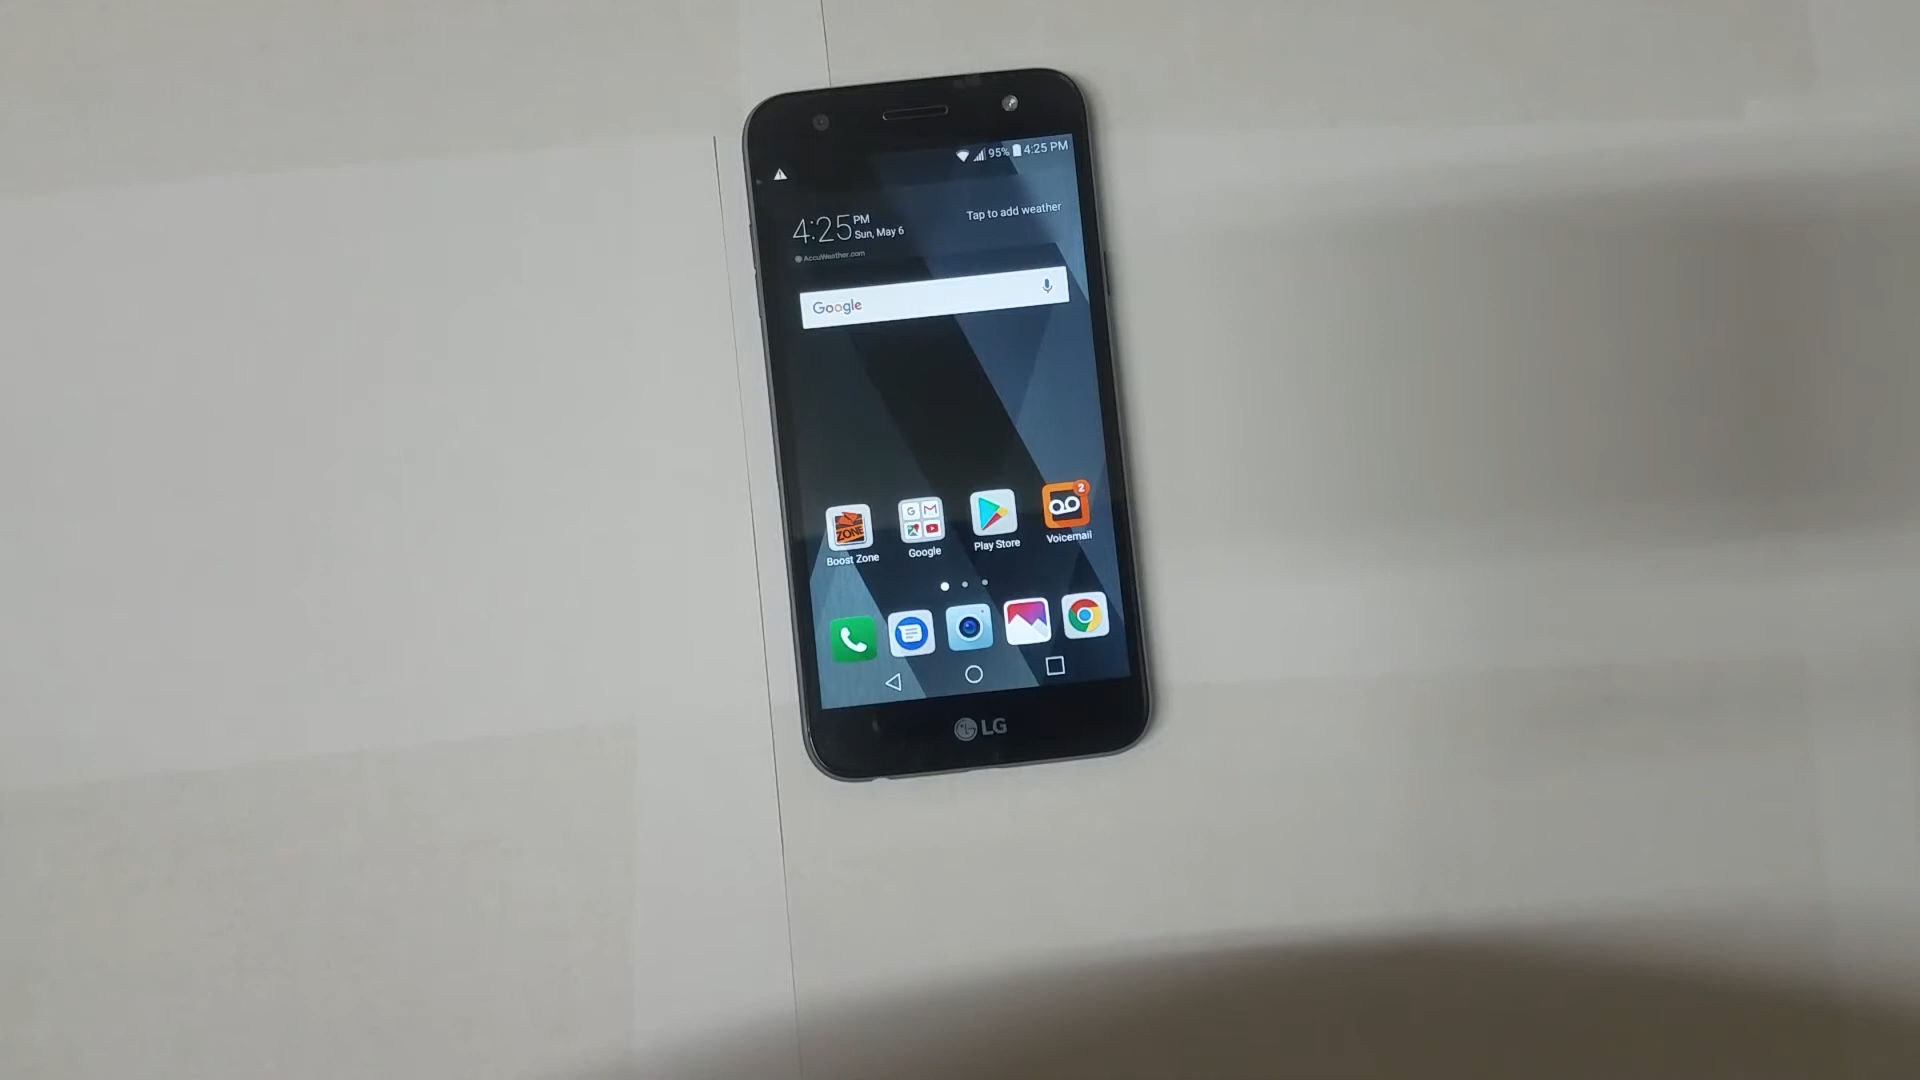 95% 4:25 PM
4:25 PM
Sun, May 6
Tap to add weather
AccuWeather.com
Google
ZONE
G
2
Boost Zone
Google
Play Store
Voicemail
LG